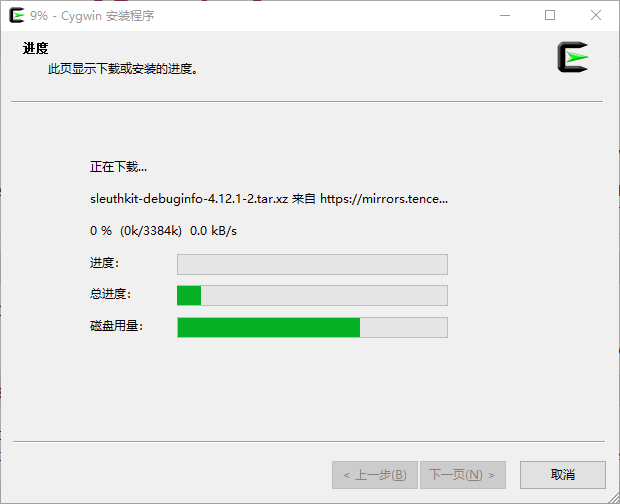 9% - Cygwin 安装程序
进度
此页显示下载或安装的进度。
正在下载...
sleuthkit-debuginfo-4.12.1-2.tar.xz 来自 https://mirrors.tence...
0 % (0k/3384k) 0.0 kB/s
进度:
总进度:
磁盘用量:
< 上一步(B) 下一页(N) > 取消